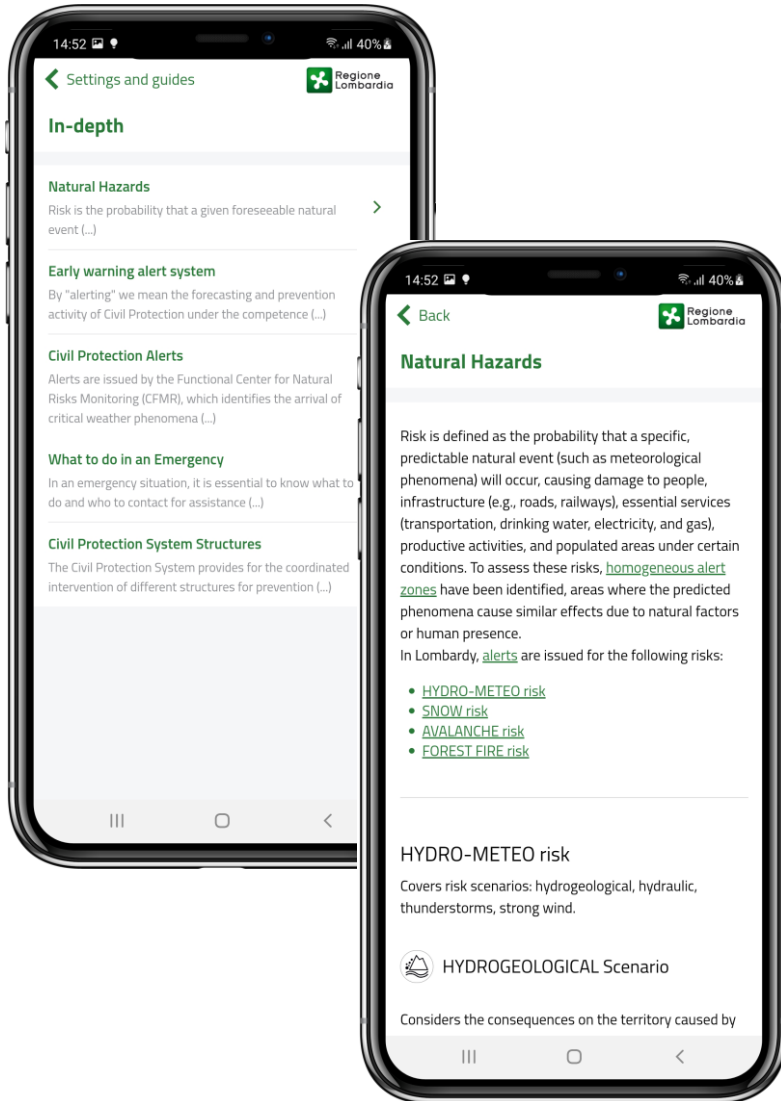 14:52
40%
Settings and guides
Regione
Lombardia
In-depth
Natural Hazards
Risk is the probability that a given foreseeable natural
event (...)
Early warning alert system
By "alerting" we mean the forecasting and prevention
activity of Civil Protection under the competence (...)
Civil Protection Alerts
Alerts are issued by the Functional Center for Natural
Risks Monitoring (CFMR), which identifies the arrival of
critical weather phenomena (...)
What to do in an Emergency
In an emergency situation, it is essential to know what to
do and who to contact for assistance (...)
Civil Protection System Structures
The Civil Protection System provides for the coordinated
intervention of different structures for prevention (...)
14:52
40%
Back
Regione
Lombardia
Natural Hazards
Risk is defined as the probability that a specific,
predictable natural event (such as meteorological
phenomena) will occur, causing damage to people,
infrastructure (e.g., roads, railways), essential services
(transportation, drinking water, electricity, and gas),
productive activities, and populated areas under certain
conditions. To assess these risks, homogeneous alert
zones have been identified, areas where the predicted
phenomena cause similar effects due to natural factors
or human presence.
In Lombardy, alerts are issued for the following risks:
• HYDRO-METEO risk
• SNOW risk
• AVALANCHE risk
• FOREST FIRE risk
HYDRO-METEO risk
Covers risk scenarios: hydrogeological, hydraulic,
thunderstorms, strong wind.
HYDROGEOLOGICAL Scenario
Considers the consequences on the territory caused by